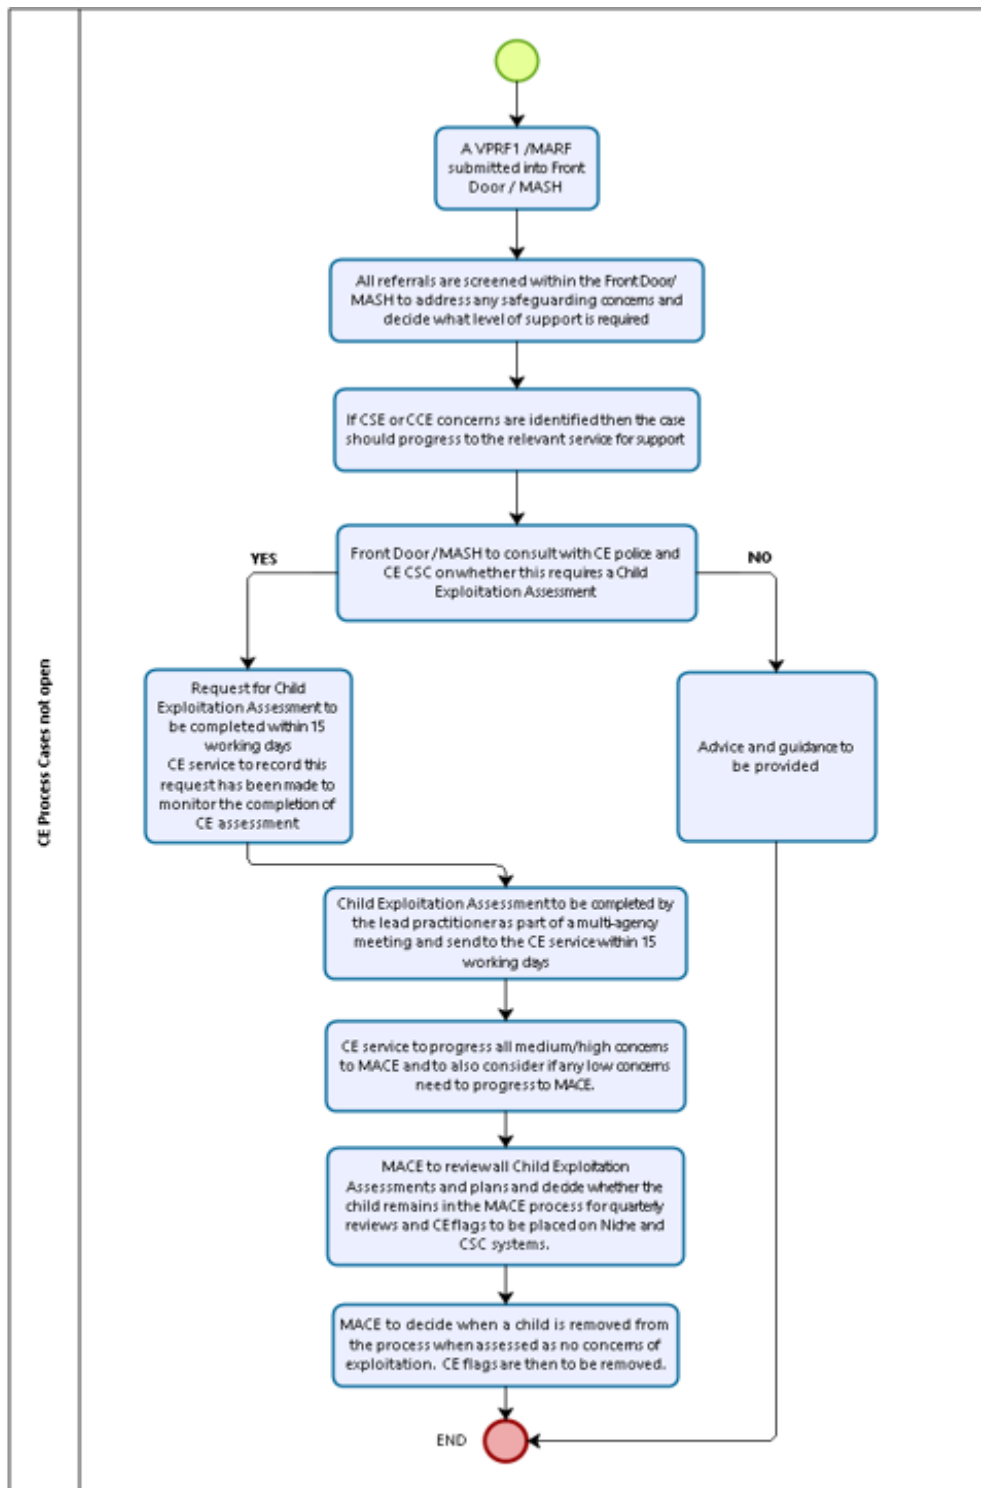 A VPRF1 /MARF
submitted into Front
Door / MASH
All referrals are screened within the Front Door/
MASH to address any safeguarding concerns and
decide what level of support is required
If CSE or CCE concerns are identified then the case
should progress to the relevant service for support
Front Door / MASH to consult with CE police and
CE CSC on whether this requires a Child
Exploitation Assessment
YES
NO
Request for Child
Exploitation Assessment to
be completed within 15
working days
CE service to record this
request has been made to
monitor the completion of
CE assessment
Advice and guidance to
be provided
CE Process Cases not open
Child Exploitation Assessment to be completed by
the lead practitioner as part of a multi-agency
meeting and send to the CE service within 15
working days
CE service to progress all medium/high concerns
to MACE and to also consider if any low concerns
need to progress to MACE.
MACE to review all Child Exploitation
Assessments and plans and decide whether the
child remains in the MACE process for quarterly
reviews and CE flags to be placed on Niche and
CSC systems.
MACE to decide when a child is removed from
the process when assessed as no concerns of
exploitation. CE flags are then to be removed.
END